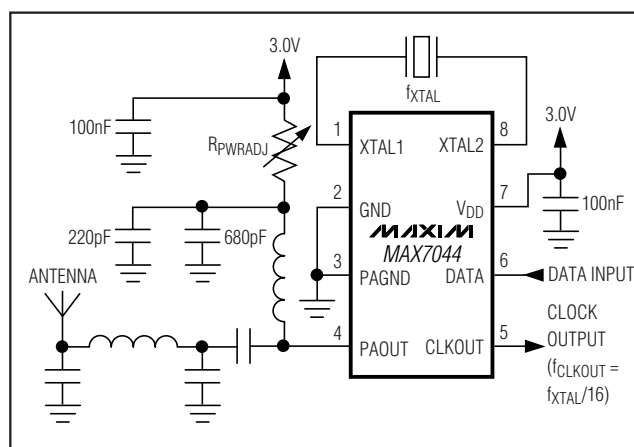 3.0V
100nF
RPWRADJ
220pF
680pF
ANTENNA
fXTAL
1
XTAL1
XTAL2
8
2
GND
VDD
7
MAXIM
MAX7044
3
PAGND
DATA
6
4
PAOUT
CLKOUT
5
3.0V
100nF
DATA INPUT
CLOCK
OUTPUT
(fCLKOUT =
fXTAL/16)